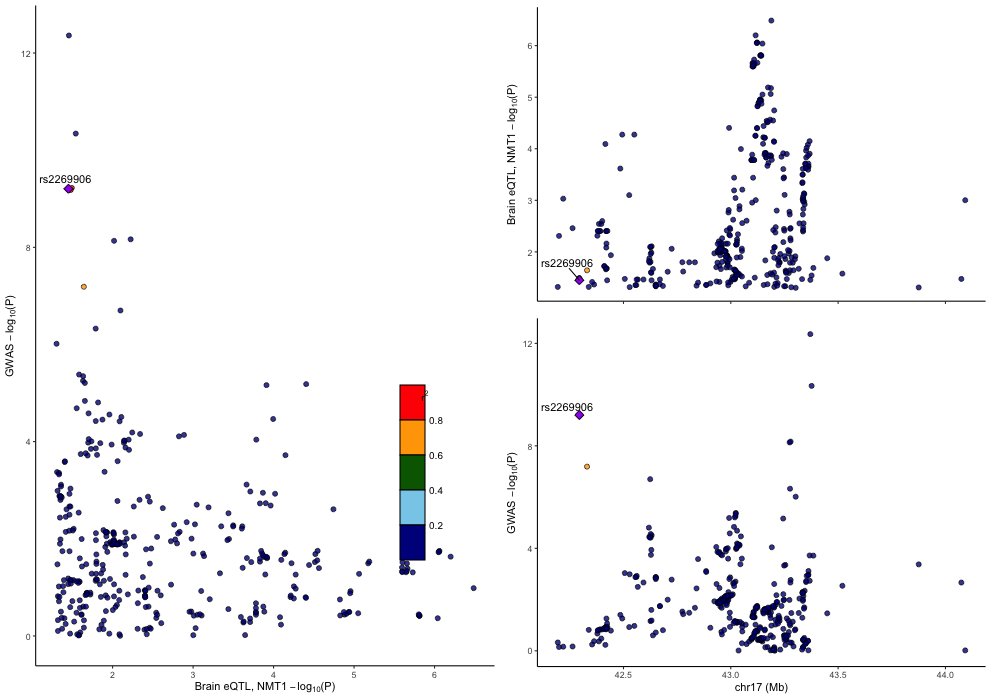 12
8
4
0
GWAS − log10(P)
rs2269906
r2
0.8
0.6
0.4
0.2
2
3
4
5
6
Brain eQTL, NMT1 − log10(P)
6
5
4
3
2
Brain eQTL, NMT1 − log10(P)
rs2269906
12
8
4
0
GWAS − log10(P)
rs2269906
42.5
43.0
43.5
44.0
chr17 (Mb)